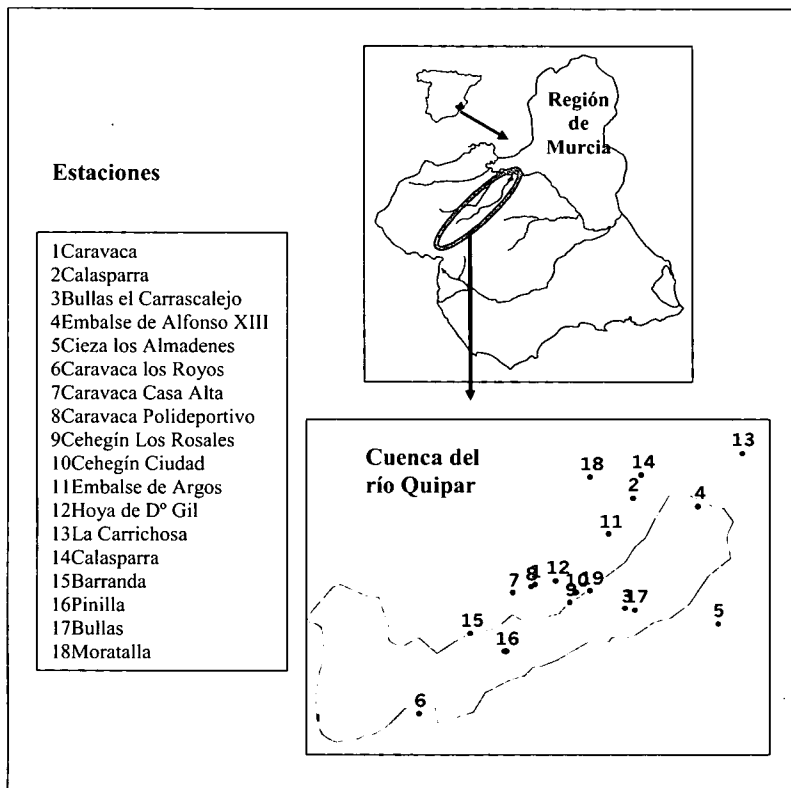 Región
de
Murcia
Estaciones
1Caravaca
2Calasparra
3Bullas el Carrascalejo
4Embalse de Alfonso XIII
5Cieza los Almadenes
6Caravaca los Royos
7Caravaca Casa Alta
8Caravaca Polideportivo
9Cehegín Los Rosales
10Cehegín Ciudad
11Embalse de Argos
12Hoya de Dº Gil
13La Carrichosa
14Calasparra
15Barranda
16Pinilla
17Bullas
18Moratalla
Cuenca del
río Quipar
13
18
14
2
4
11
7
8
1
12
10
19
9
3
17
5
15
16
6